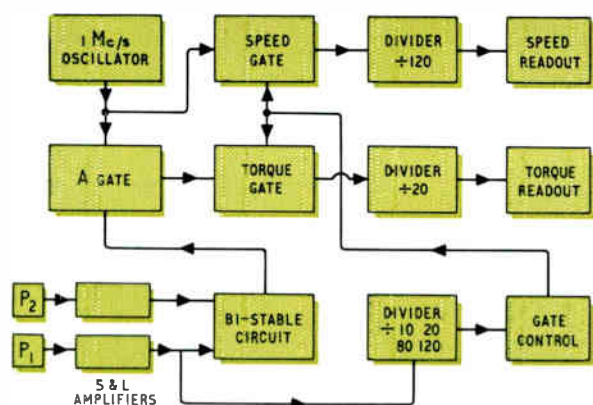 1 Mc/s
OSCILLATOR
SPEED
GATE
DIVIDER
÷120
SPEED
READOUT
A GATE
TORQUE
GATE
DIVIDER
÷20
TORQUE
READOUT
P2
P1
S & L
AMPLIFIERS
BI-STABLE
CIRCUIT
DIVIDER
÷ 10 20
80 120
GATE
CONTROL